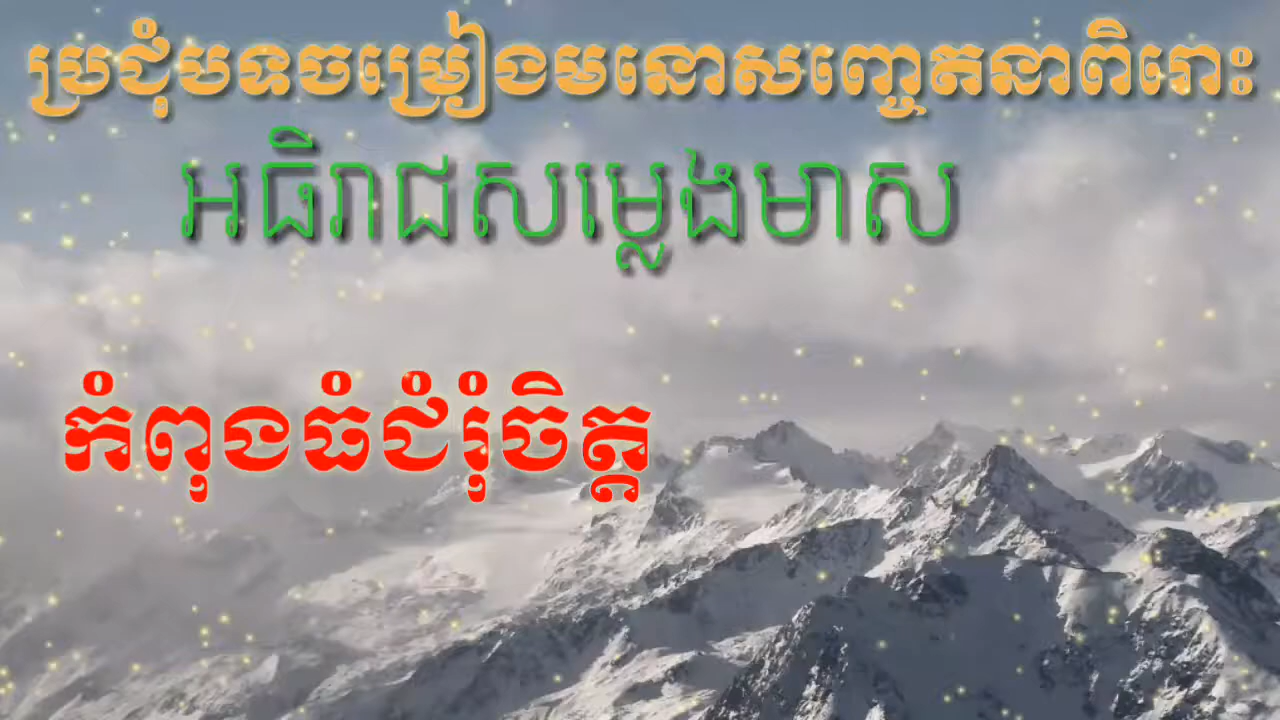 ប្រជុំបទចម្រៀងមនោសញ្ចេតនាពិរោះ
អធិរាជសម្លេងមាស
កំពុងធំជំរុំចិត្ត